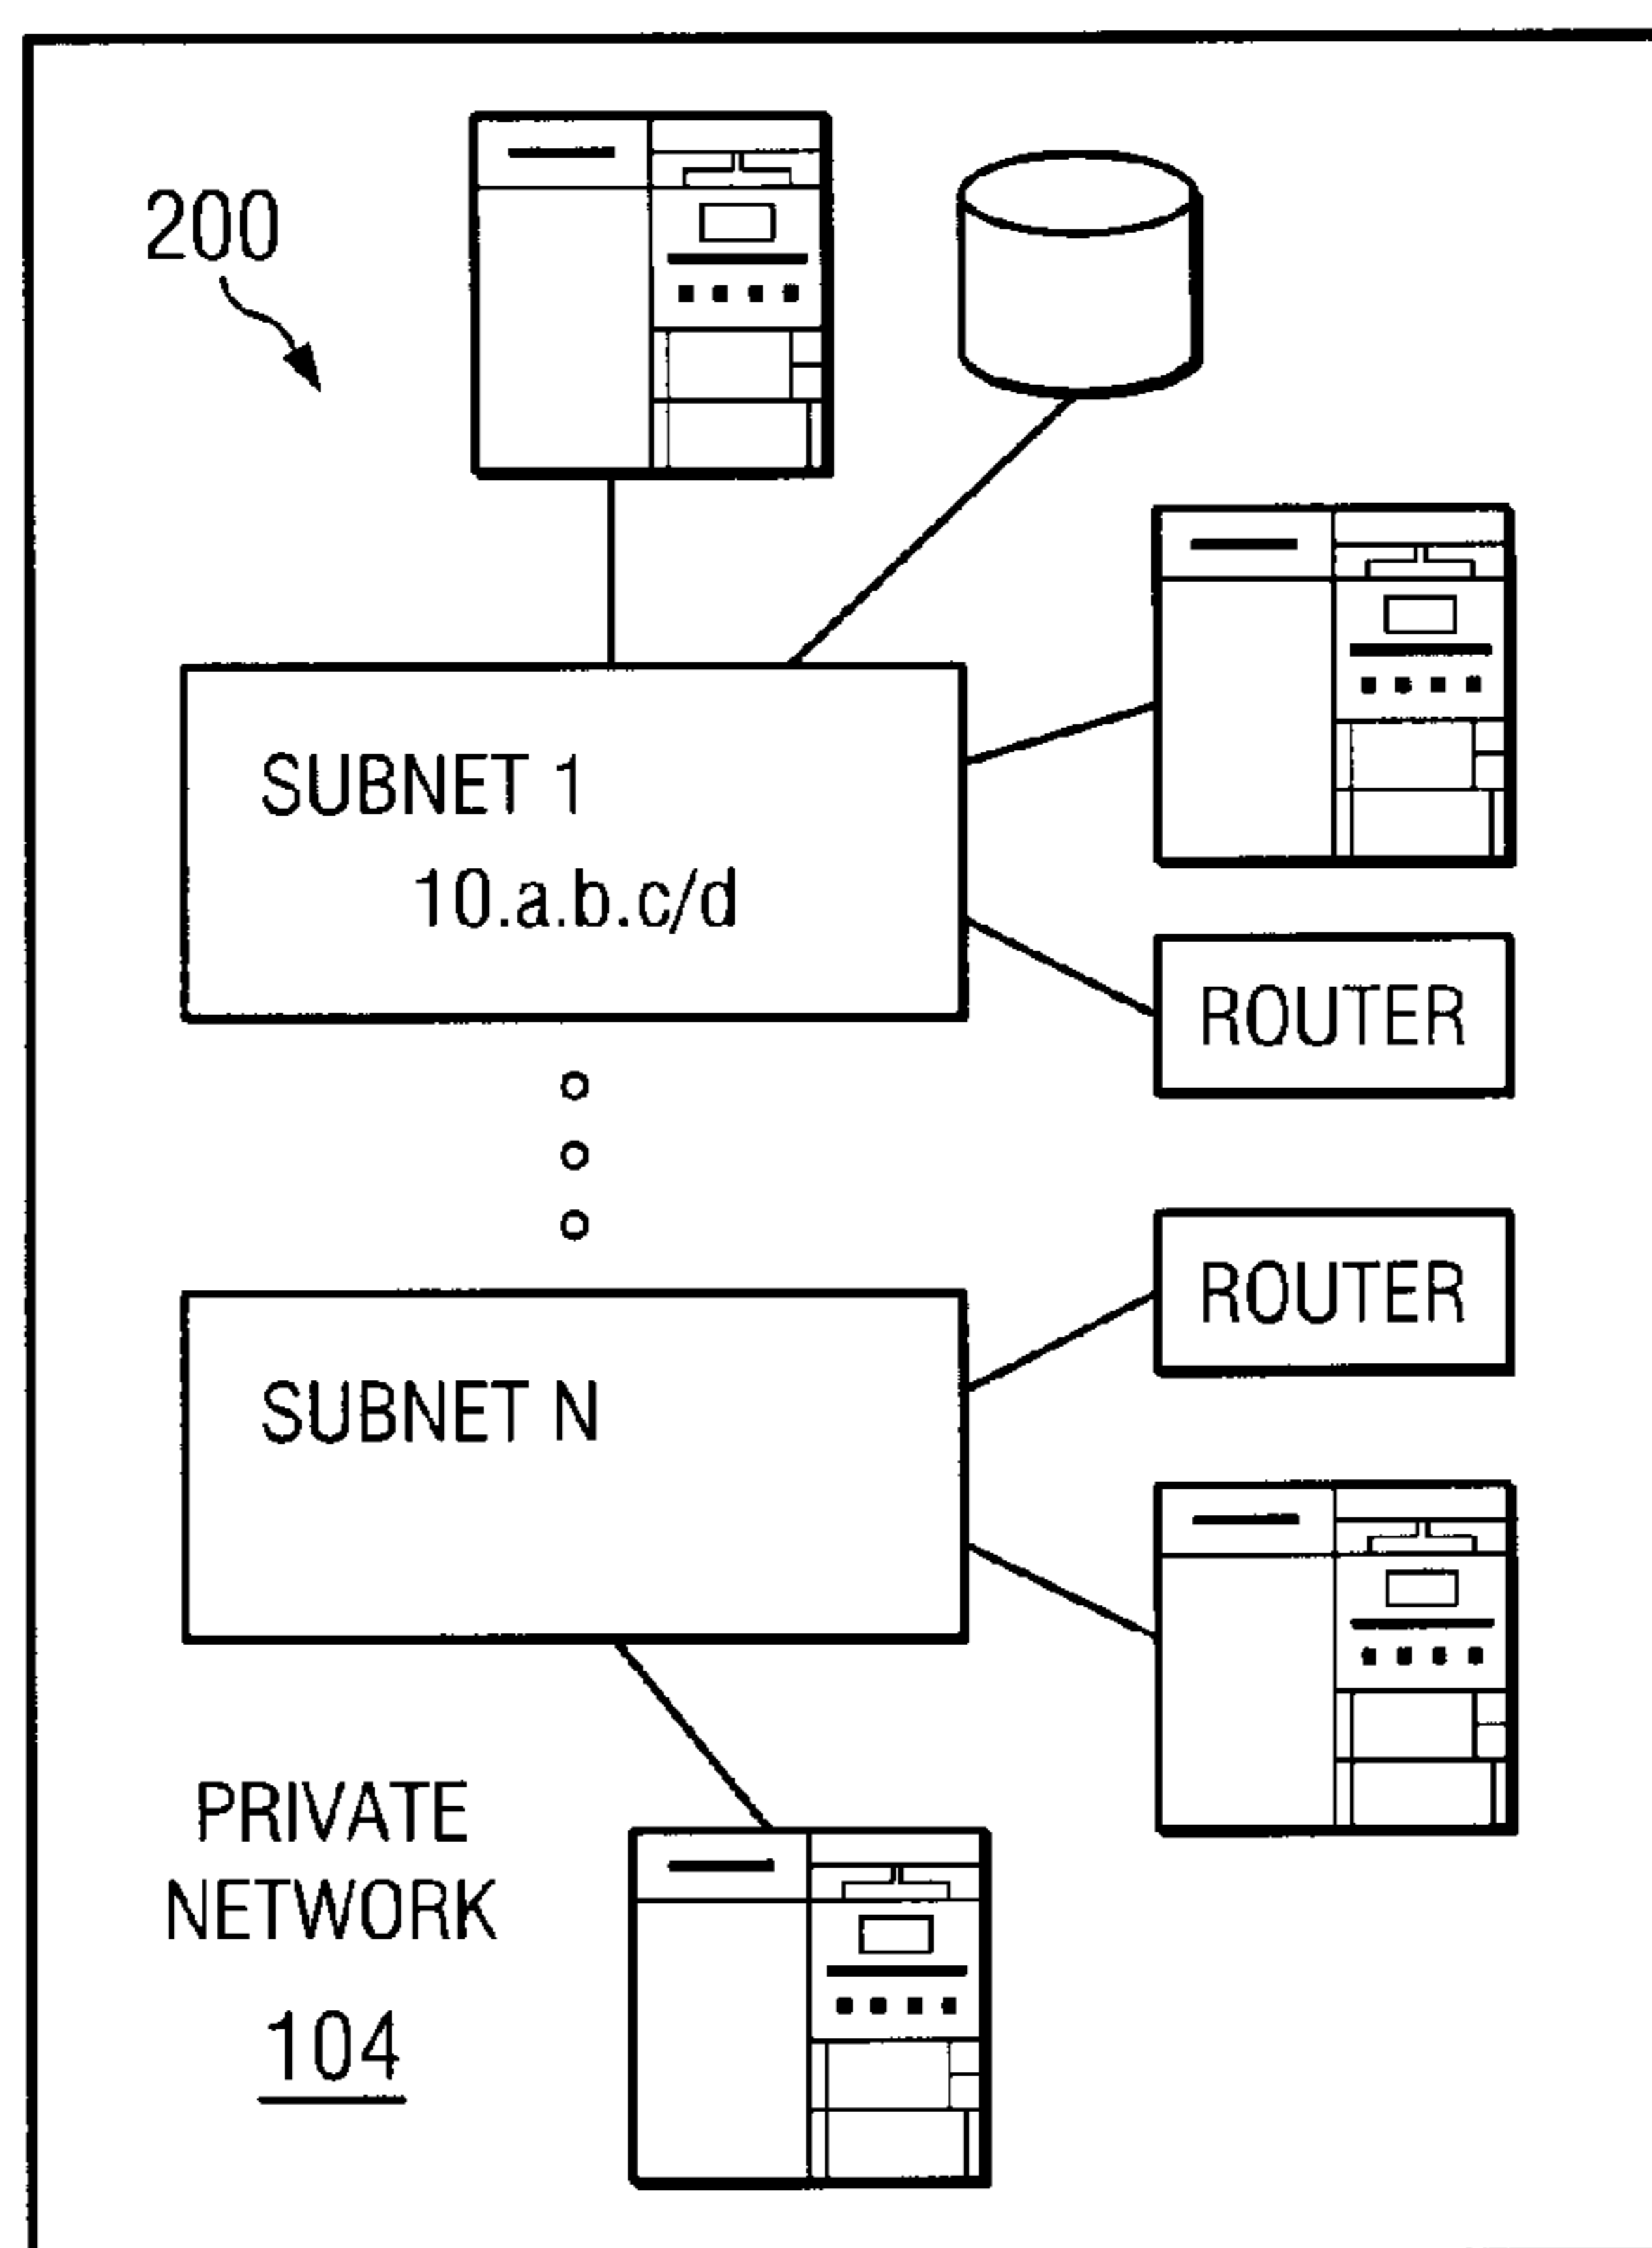 200
SUBNET 1
10.a.b.c/d
ROUTER
ROUTER
SUBNET N
PRIVATE
NETWORK
104